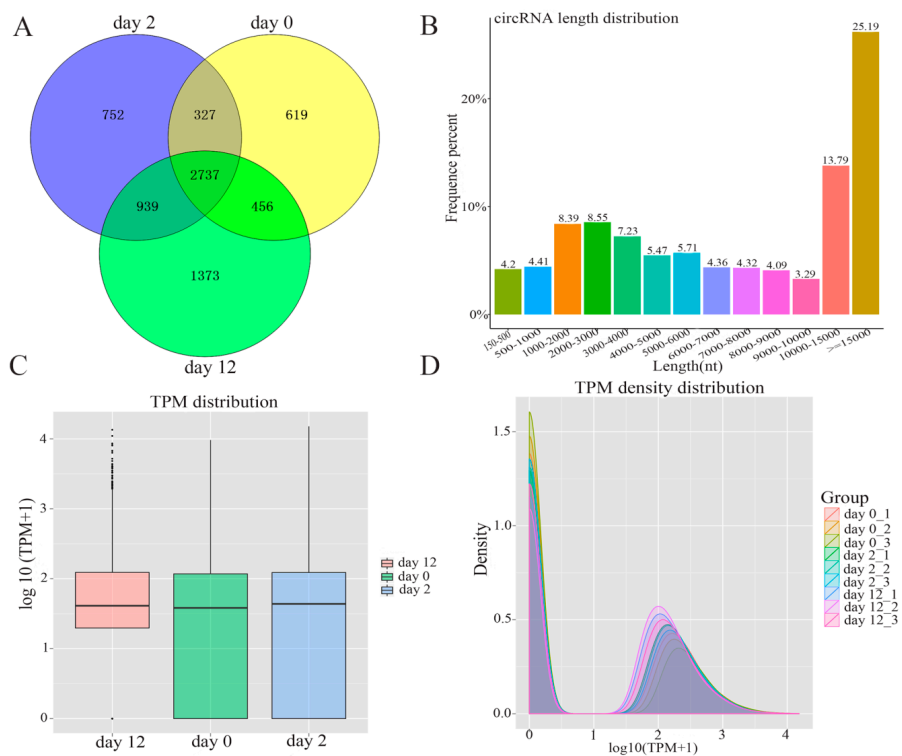 A
day 2
day 0
752
327
619
2737
939
456
1373
day 12
B
circRNA length distribution
Frequence percent
20%
10%
0%
4.2
4.41
8.39
8.55
7.23
5.47
5.71
4.36
4.32
4.09
3.29
13.79
25.19
150-500
500-1000
1000-2000
2000-3000
3000-4000
4000-5000
5000-6000
6000-7000
7000-8000
8000-9000
9000-10000
10000-15000
>=15000
Length(nt)
C
TPM distribution
log 10 (TPM+1)
4
3
2
1
0
day 12
day 0
day 2
day 12
day 0
day 2
D
TPM density distribution
Density
1.5
1.0
0.5
0.0
0
1
2
3
4
log10(TPM+1)
Group
day 0_1
day 0_2
day 0_3
day 2_1
day 2_2
day 2_3
day 12_1
day 12_2
day 12_3